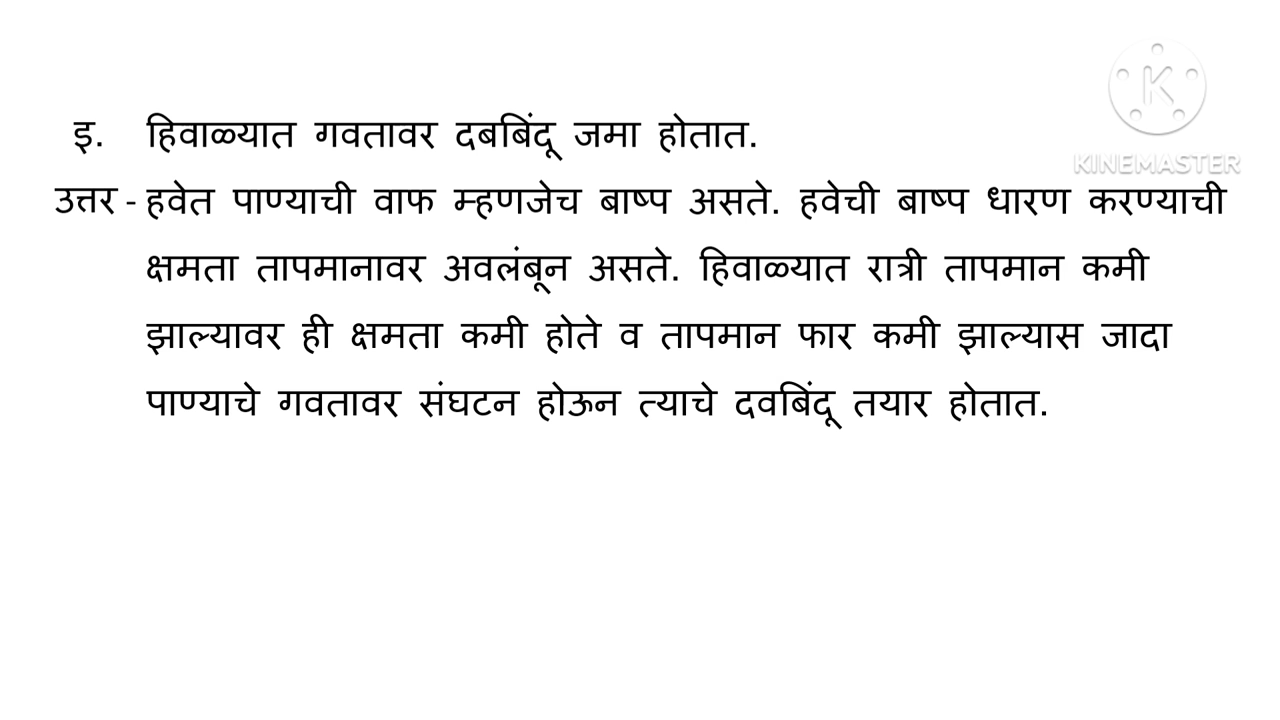 KINEMASTER
इ. हिवाळ्यात गवतावर दबबिंदू जमा होतात.
उत्तर - हवेत पाण्याची वाफ म्हणजेच बाष्प असते. हवेची बाष्प धारण करण्याची
क्षमता तापमानावर अवलंबून असते. हिवाळ्यात रात्री तापमान कमी
झाल्यावर ही क्षमता कमी होते व तापमान फार कमी झाल्यास जादा
पाण्याचे गवतावर संघटन होऊन त्याचे दवबिंदू तयार होतात.